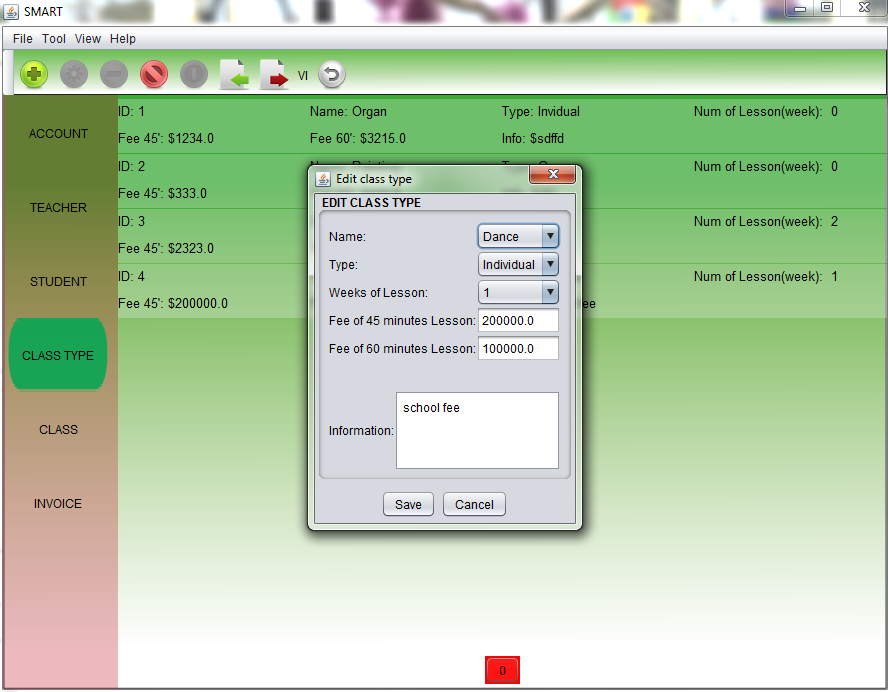 SMART
File Tool View Help
VI
ACCOUNT
TEACHER
STUDENT
CLASS TYPE
CLASS
INVOICE
ID: 1 Name: Organ Type: Invidual Num of Lesson(week): 0
Fee 45': $1234.0 Fee 60': $3215.0 Info: $sdffd
ID: 2 Num of Lesson(week): 0
Fee 45': $333.0
ID: 3 Num of Lesson(week): 2
Fee 45': $2323.0
ID: 4 Num of Lesson(week): 1
Fee 45': $200000.0
Edit class type
EDIT CLASS TYPE
Name: Dance
Type: Individual
Weeks of Lesson: 1
Fee of 45 minutes Lesson: 200000.0
Fee of 60 minutes Lesson: 100000.0
Information: school fee
Save Cancel
0